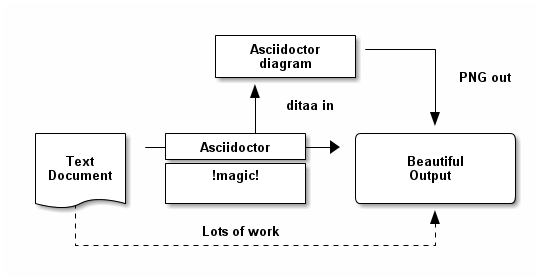 Asciidoctor
diagram
PNG out
ditaa in
Asciidoctor
Text
Document
!magic!
Beautiful
Output
Lots of work